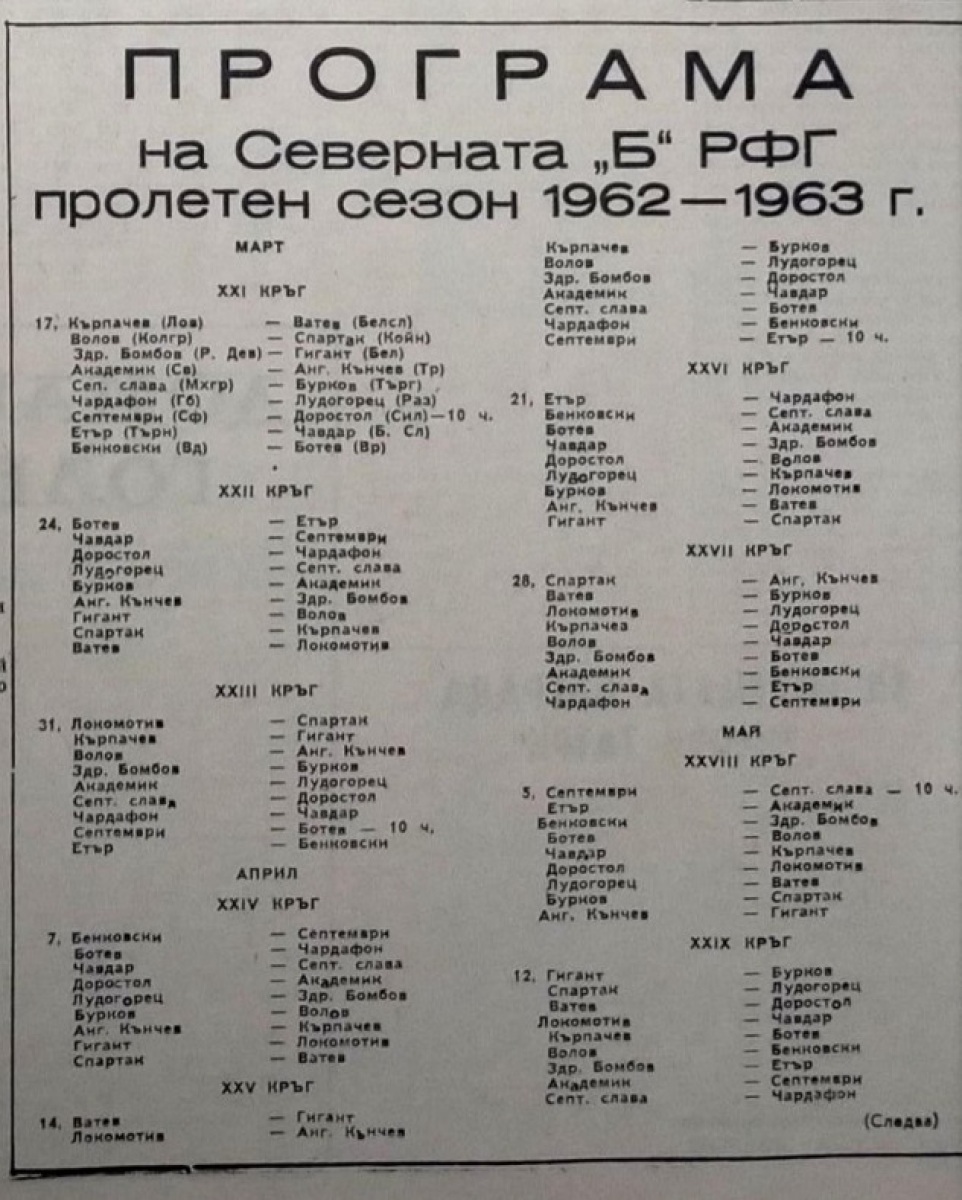 ПРОГРАМА
на Северната „Б“ РФГ
пролетен сезон 1962—1963 г.
МАРТ
XXI КРЪГ
17, Кърпачев (Лов) — Ватев (Белсл)
Волов (Колгр) — Спартак (Койн)
Здр. Бомбов (Р. Дев) — Гигант (Бел)
Академик (Св) — Анг. Кънчев (Тр)
Сеп. слава (Мхгр) — Бурков (Търг)
Чардафон (Гб) — Лудогорец (Раз)
Септември (Сф) — Доростол (Сил)—10 ч.
Етър (Търн) — Чавдар (Б. Сл)
Бенковски (Вд) — Ботев (Вр)
XXII КРЪГ
24, Ботев — Етър
Чавдар — Септември
Доростол — Чардафон
Лудогорец — Септ. слава
Бурков — Академик
Анг. Кънчев — Здр. Бомбов
Гигант — Волов
Спартак — Кърпачев
Ватев — Локомотив
XXIII КРЪГ
31, Локомотив — Спартак
Кърпачев — Гигант
Волов — Анг. Кънчев
Здр. Бомбов — Бурков
Академик — Лудогорец
Септ. слава — Доростол
Чардафон — Чавдар
Септември — Ботев — 10 ч,
Етър — Бенковски
АПРИЛ
XXIV КРЪГ
7, Бенковски — Септември
Ботев — Чардафон
Чавдар — Септ. слава
Доростол — Академик
Лудогорец — Здр. Бомбов
Бурков — Волов
Анг. Кънчев — Кърпачев
Гигант — Локомотив
Спартак — Ватев
XXV КРЪГ
14, Ватев — Гигант
Локомотив — Анг. Кънчев
Кърпачев — Бурков
Волов — Лудогорец
Здр. Бомбов — Доростол
Академик — Чавдар
Септ. слава — Ботев
Чардафон — Бенковски
Септември — Етър — 10 ч.
XXVI КРЪГ
21, Етър — Чардафон
Бенковски — Септ. слава
Ботев — Академик
Чавдар — Здр. Бомбов
Доростол — Волов
Лудогорец — Кърпачев
Бурков — Локомотив
Анг. Кънчев — Ватев
Гигант — Спартак
XXVII КРЪГ
28, Спартак — Анг, Кънчев
Ватев — Бурков
Локомотив — Лудогорец
Кърпачев — Доростол
Волов — Чавдар
Здр. Бомбов — Ботев
Академик — Бенковски
Септ. слава — Етър
Чардафон — Септември
МАЙ
XXVIII КРЪГ
5, Септември — Септ. слава — 10 ч.
Етър — Академик
Бенковски — Здр. Бомбов
Ботев — Волов
Чавдар — Кърпачев
Доростол — Локомотив
Лудогорец — Ватев
Бурков — Спартак
Анг. Кънчев — Гигант
XXIX КРЪГ
12, Гигант — Бурков
Спартак — Лудогорец
Ватев — Доростол
Локомотив — Чавдар
Кърпачев — Ботев
Волов — Бенковски
Здр. Бомбов — Етър
Академик — Септември
Септ. слава — Чардафон
(Следва)